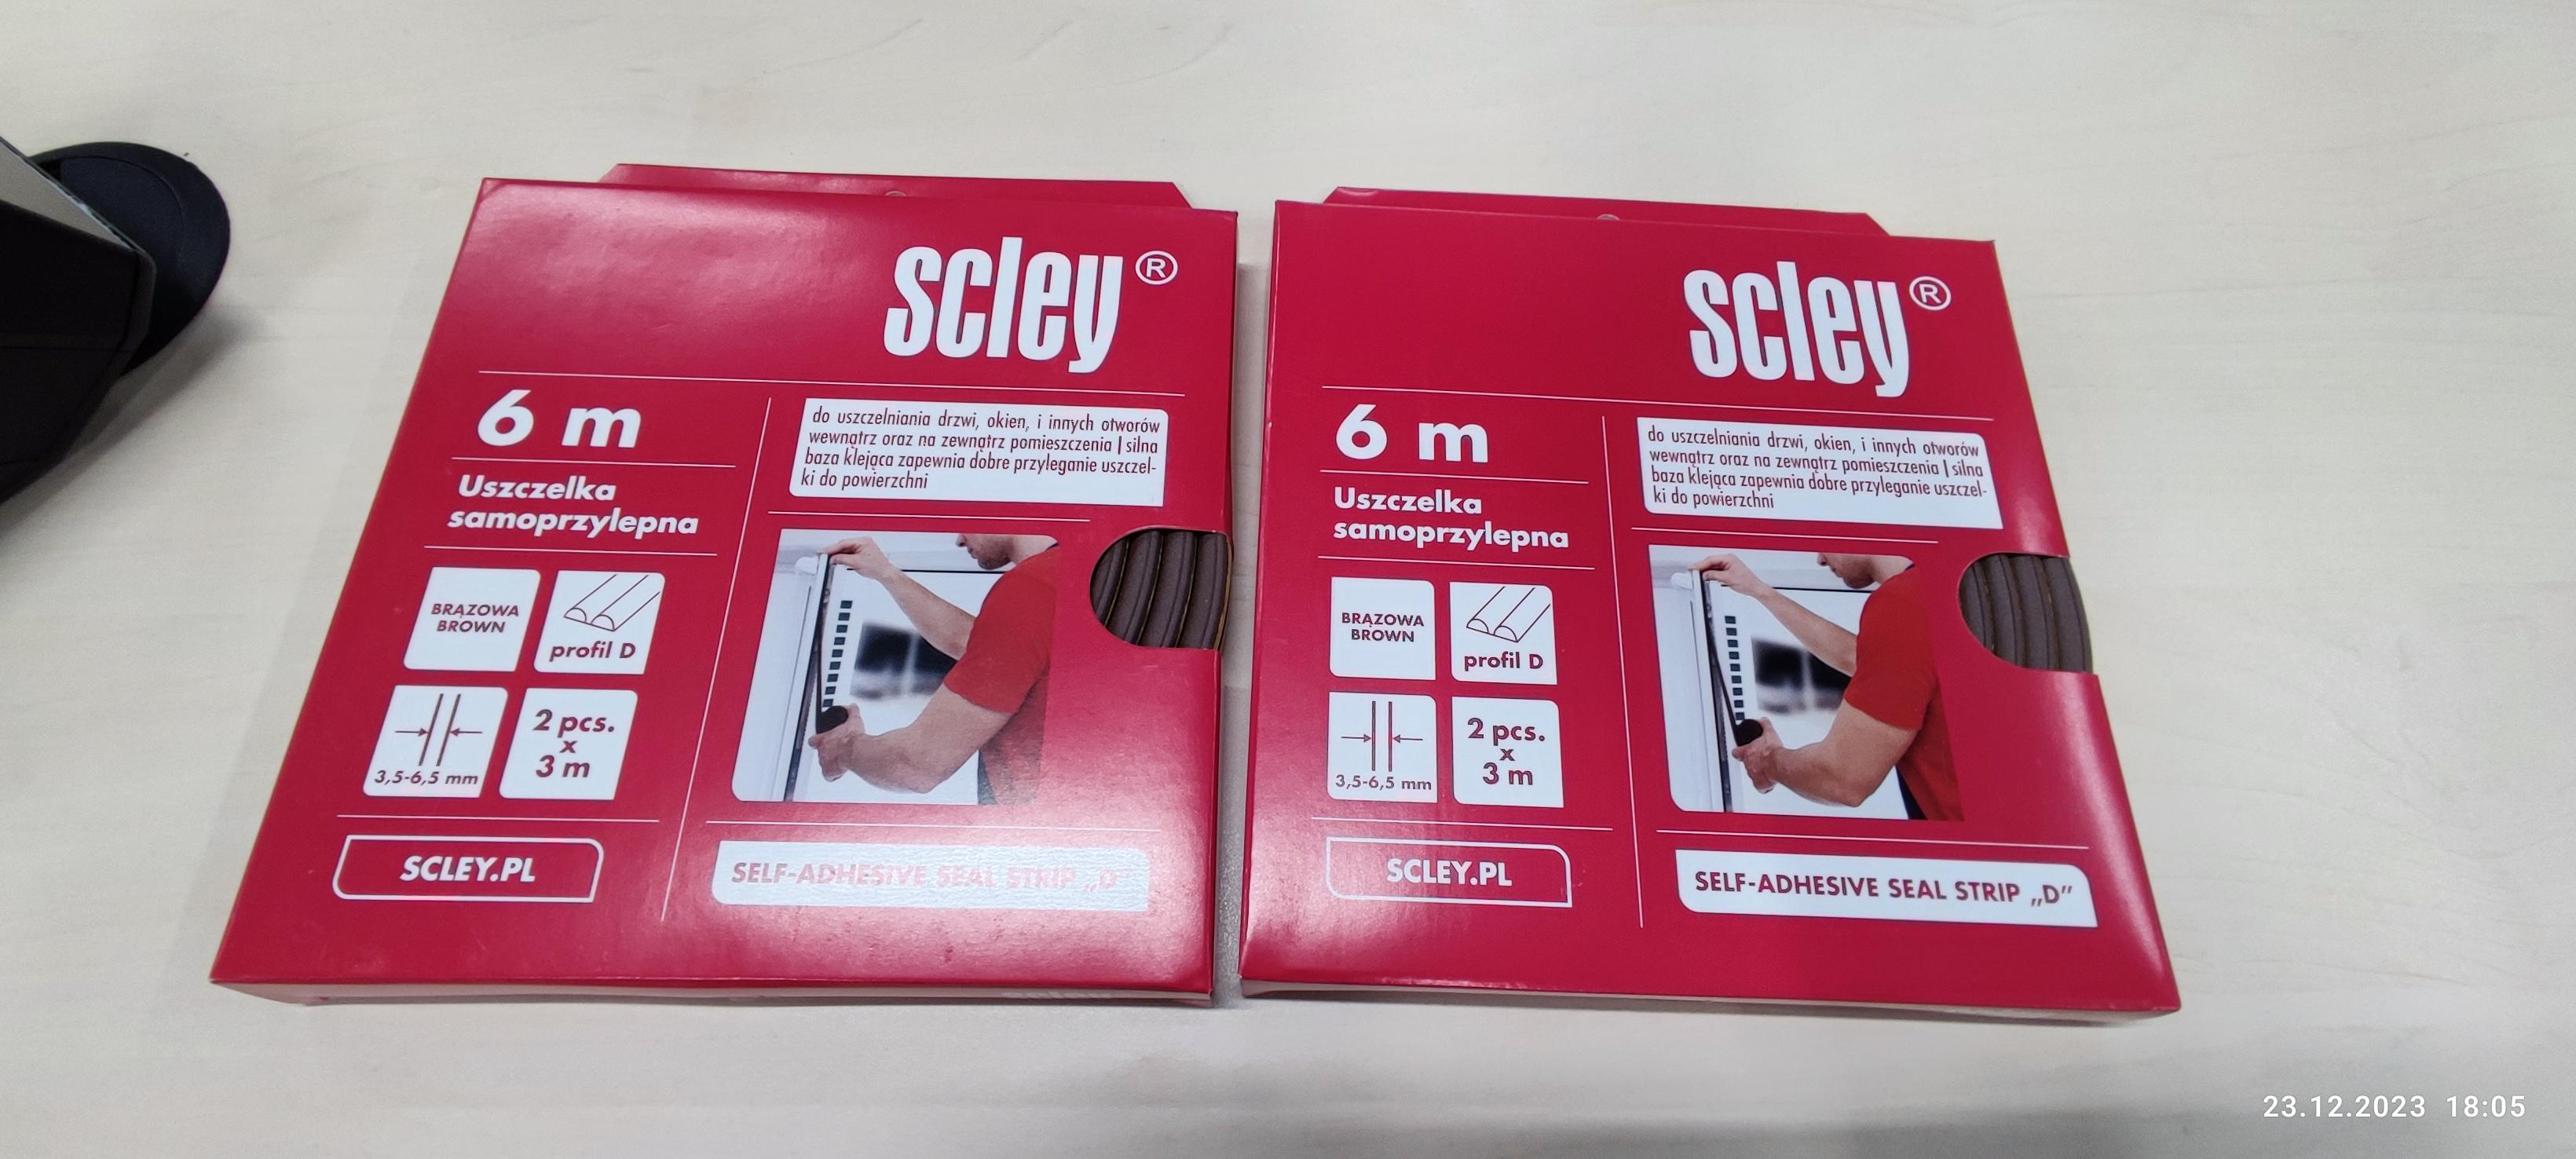 scley®
6 m
Uszczelka
samoprzylepna
do uszczelniania drzwi, okien, i innych otworów
wewnątrz oraz na zewnątrz pomieszczenia | silna
baza klejąca zapewnia dobre przyleganie uszczel-
ki do powierzchni
BRĄZOWA
BROWN
profil D
3,5-6,5 mm
2 pcs.
x
3 m
SCLEY.PL
SELF-ADHESIVE SEAL STRIP „D”
scley®
6 m
Uszczelka
samoprzylepna
do uszczelniania drzwi, okien, i innych otworów
wewnątrz oraz na zewnątrz pomieszczenia | silna
baza klejąca zapewnia dobre przyleganie uszczel-
ki do powierzchni
BRĄZOWA
BROWN
profil D
3,5-6,5 mm
2 pcs.
x
3 m
SCLEY.PL
SELF-ADHESIVE SEAL STRIP „D”
23.12.2023 18:05